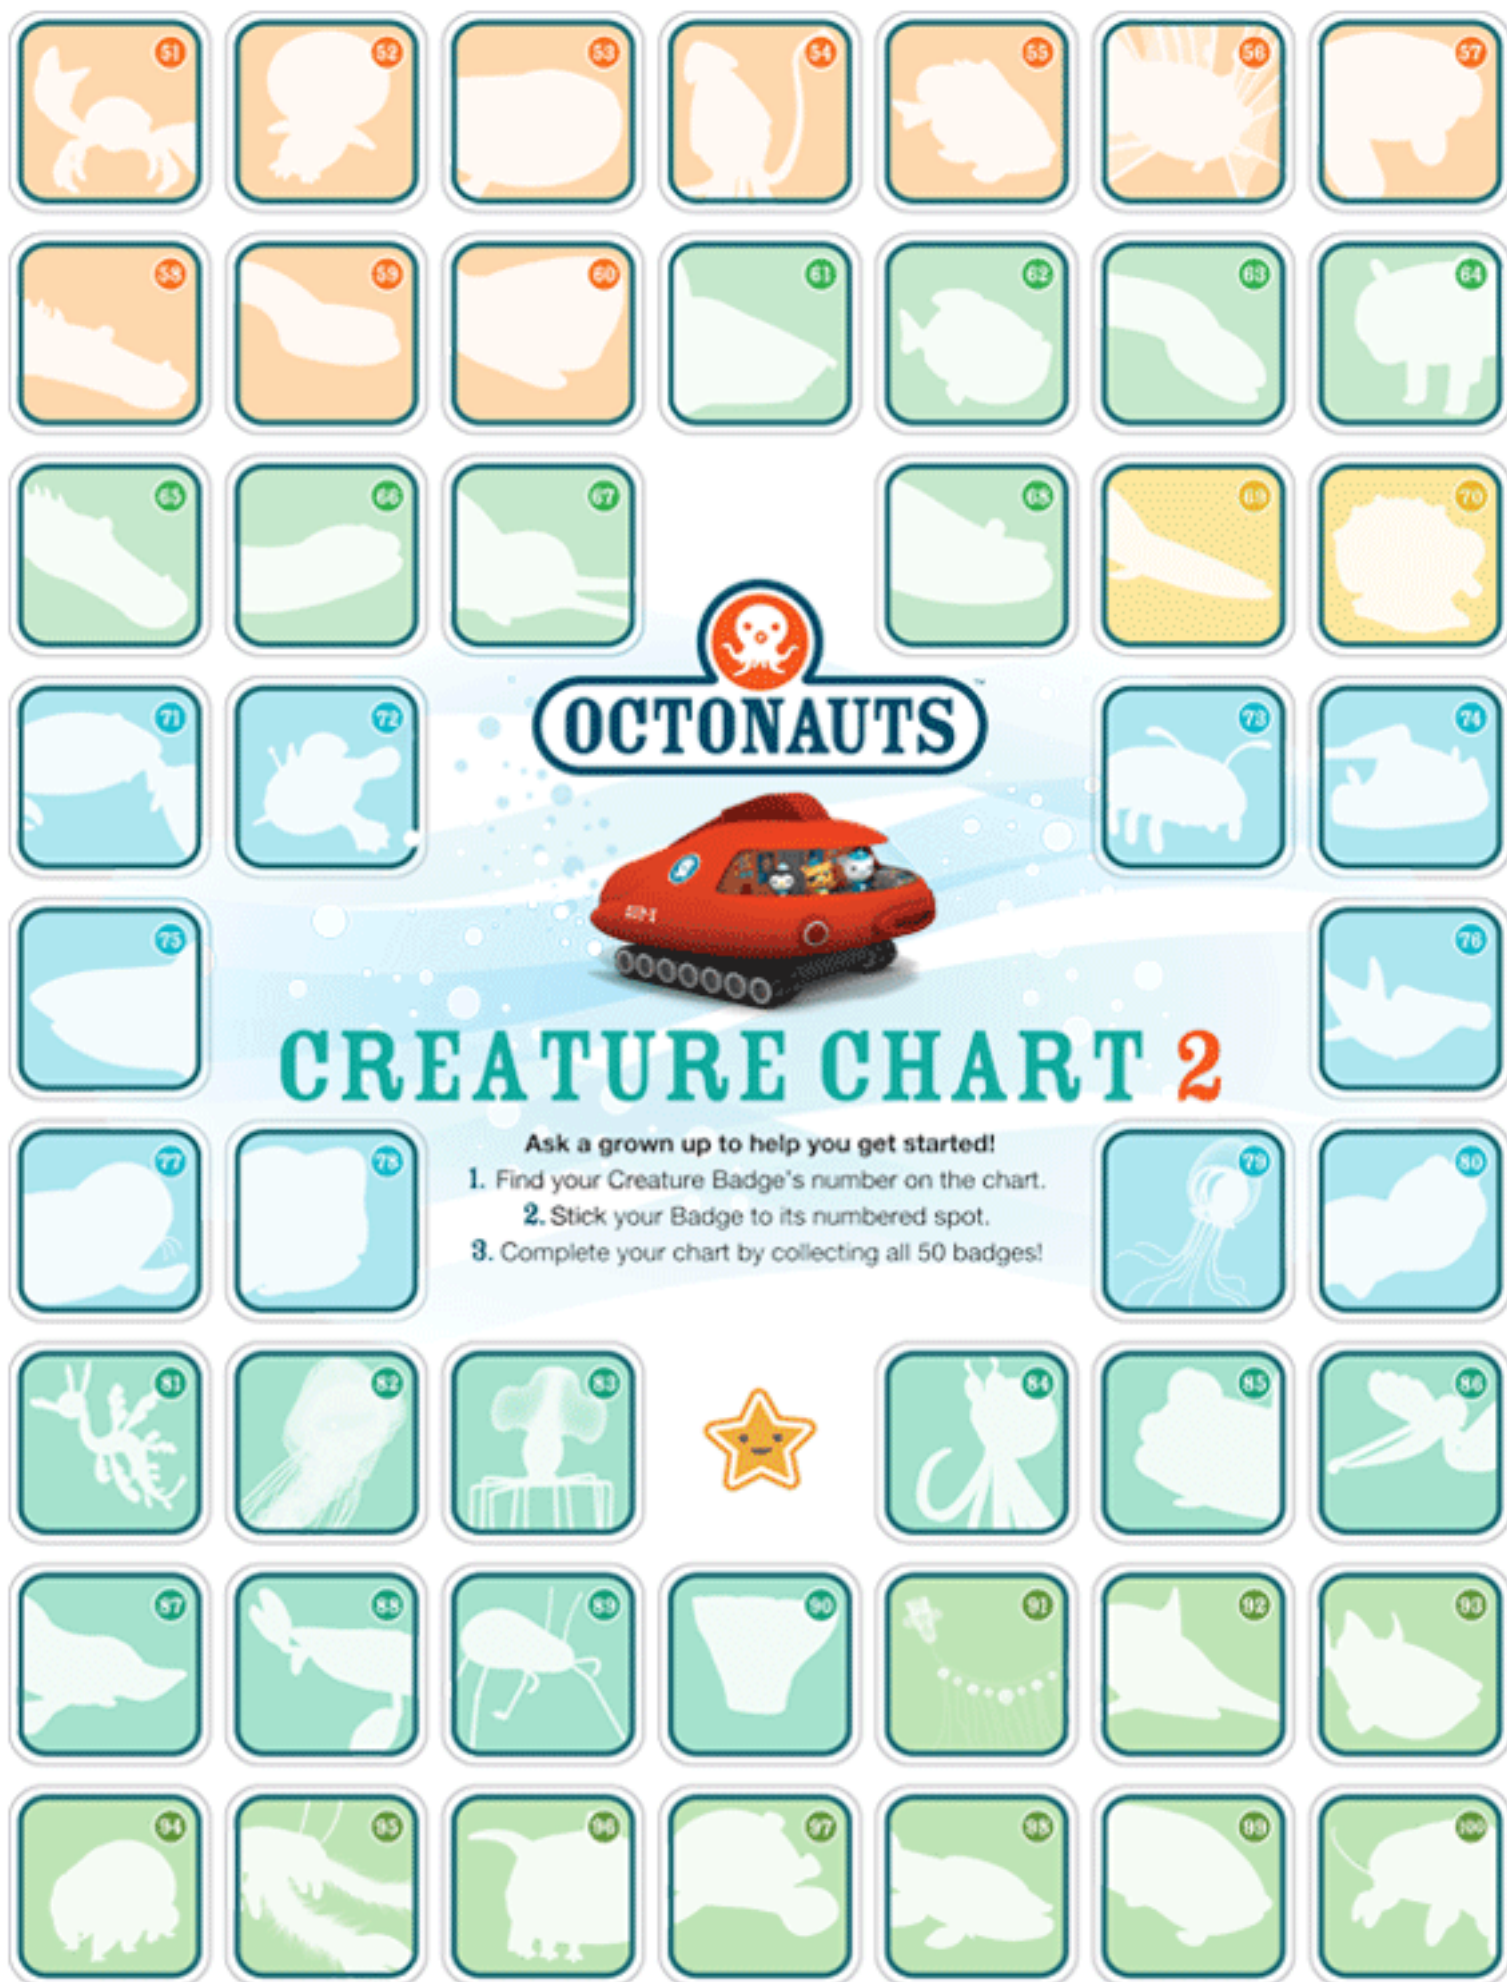 51 52 53 54 55 56 57
58 59 60 61 62 63 64
65 66 67 68 69 70
OCTONAUTS™
71 72 73 74
75 76
CREATURE CHART 2
77 78 79 80
Ask a grown up to help you get started!
1. Find your Creature Badge's number on the chart.
2. Stick your Badge to its numbered spot.
3. Complete your chart by collecting all 50 badges!
81 82 83 84 85 86
87 88 89 90 91 92 93
94 95 96 97 98 99 100